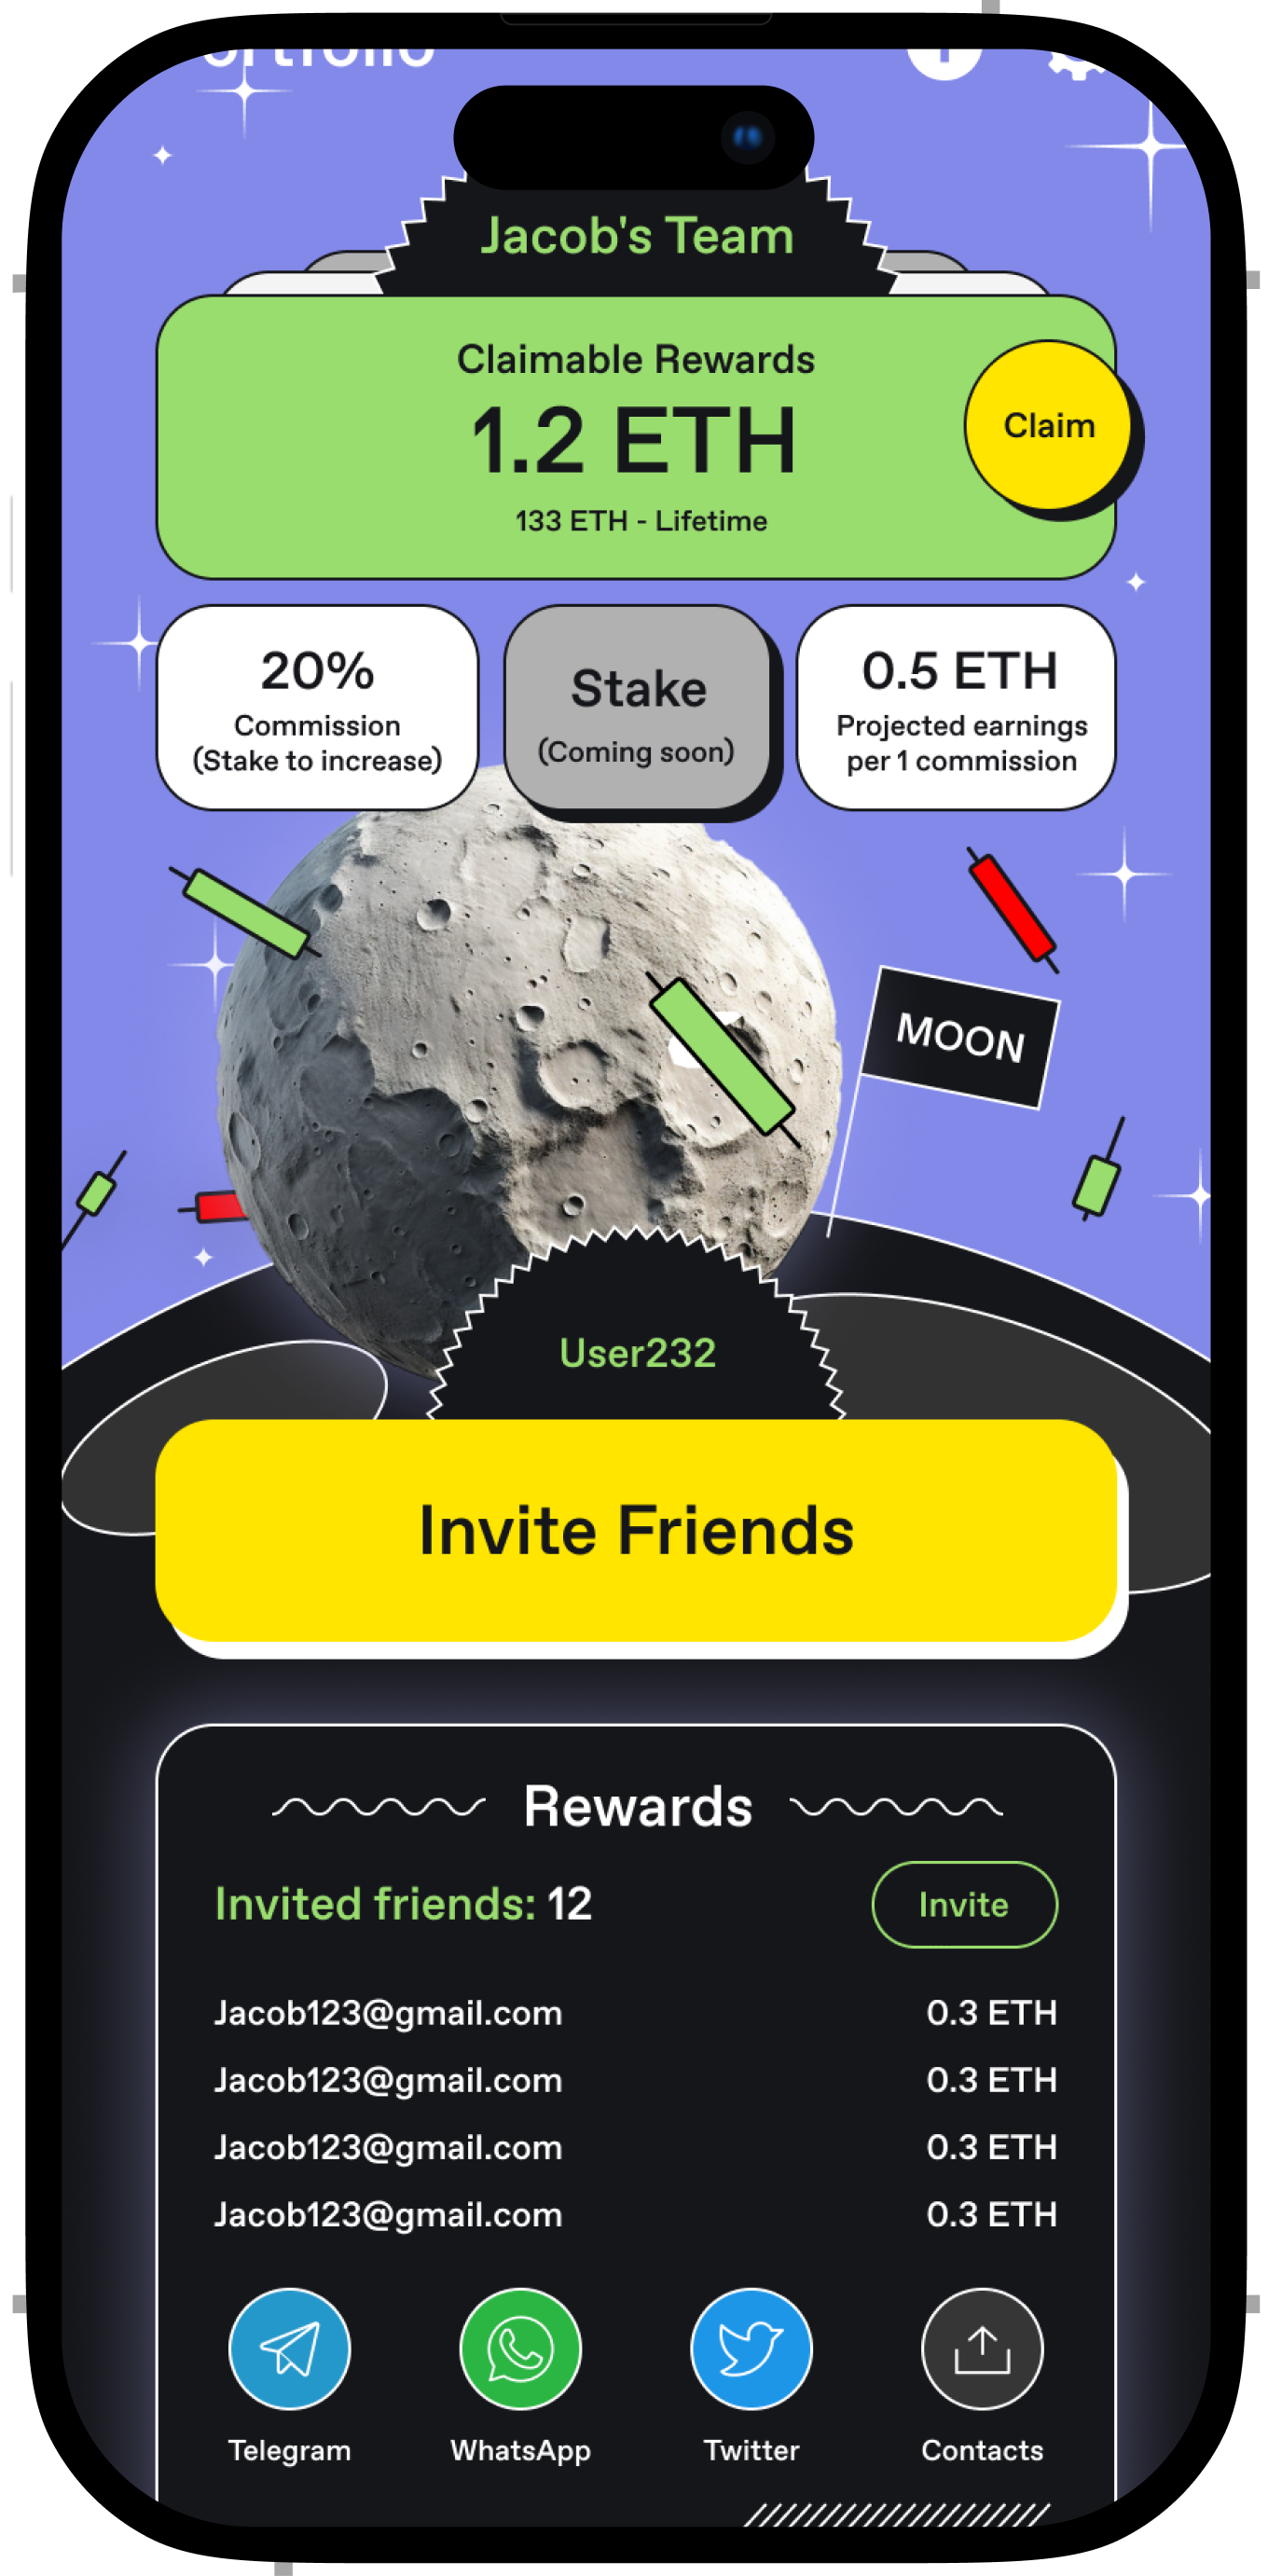 Jacob's Team
Claimable Rewards
1.2 ETH
Claim
133 ETH - Lifetime
20%
Commission
(Stake to increase)
Stake
(Coming soon)
0.5 ETH
Projected earnings
per 1 commission
MOON
User232
Invite Friends
Rewards
Invited friends: 12
Invite
Jacob123@gmail.com 0.3 ETH
Jacob123@gmail.com 0.3 ETH
Jacob123@gmail.com 0.3 ETH
Jacob123@gmail.com 0.3 ETH
Telegram WhatsApp Twitter Contacts